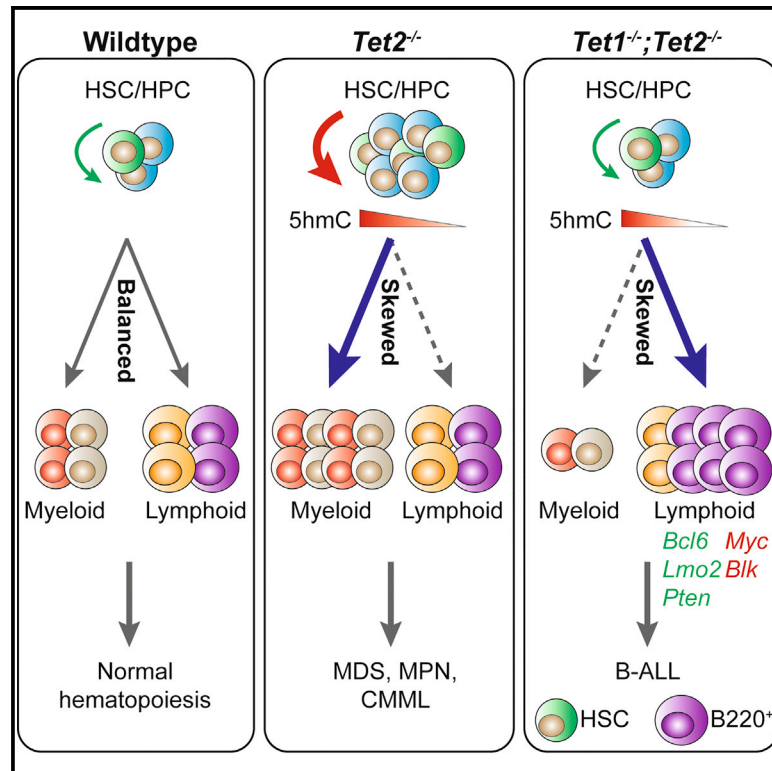 Wildtype
HSC/HPC
Balanced
Myeloid Lymphoid
Normal
hematopoiesis
Tet2-/-
HSC/HPC
5hmC
Skewed
Myeloid Lymphoid
MDS, MPN,
CMML
Tet1-/-;Tet2-/-
HSC/HPC
5hmC
Skewed
Myeloid Lymphoid
Bcl6 Myc
Lmo2 Blk
Pten
B-ALL
HSC B220+